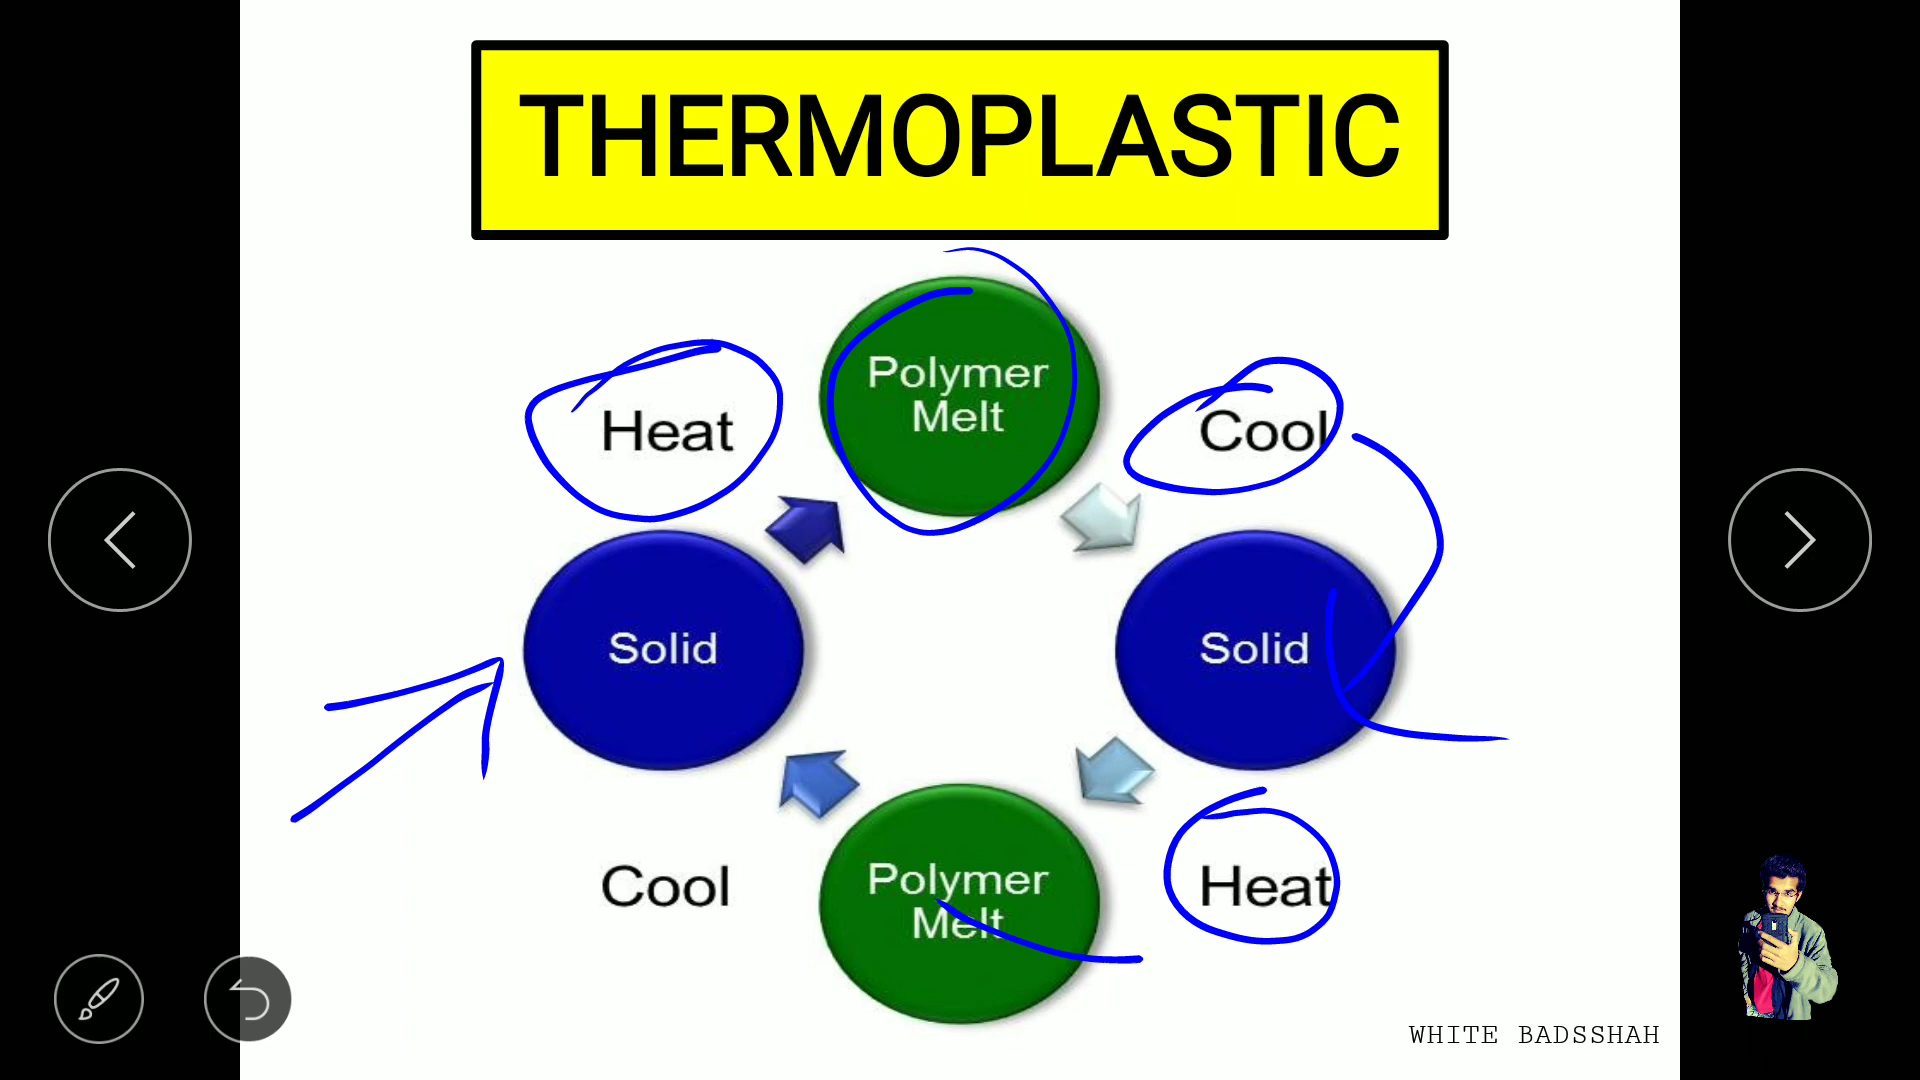 THERMOPLASTIC
Polymer
Melt
Heat
Cool
Solid
Solid
Polymer
Melt
Cool
Heat
WHITE BADSSHAH